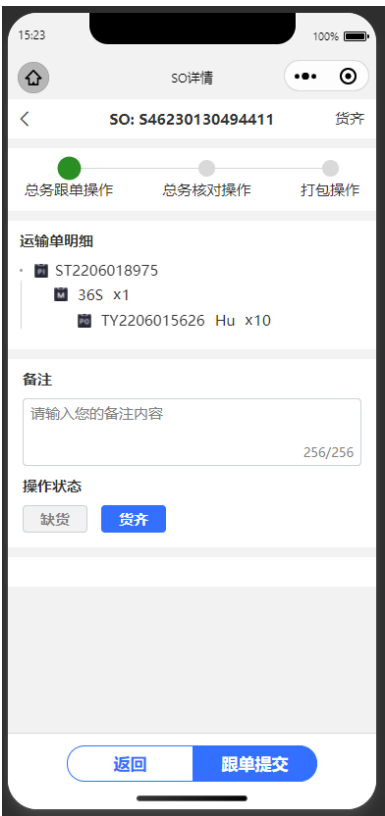 15:23 100%
SO详情
SO: S46230130494411 货齐
总务跟单操作 总务核对操作 打包操作
运输单明细
PI ST2206018975
M 36S x1
PO TY2206015626 Hu x10
备注
请输入您的备注内容
256/256
操作状态
缺货 货齐
返回 跟单提交